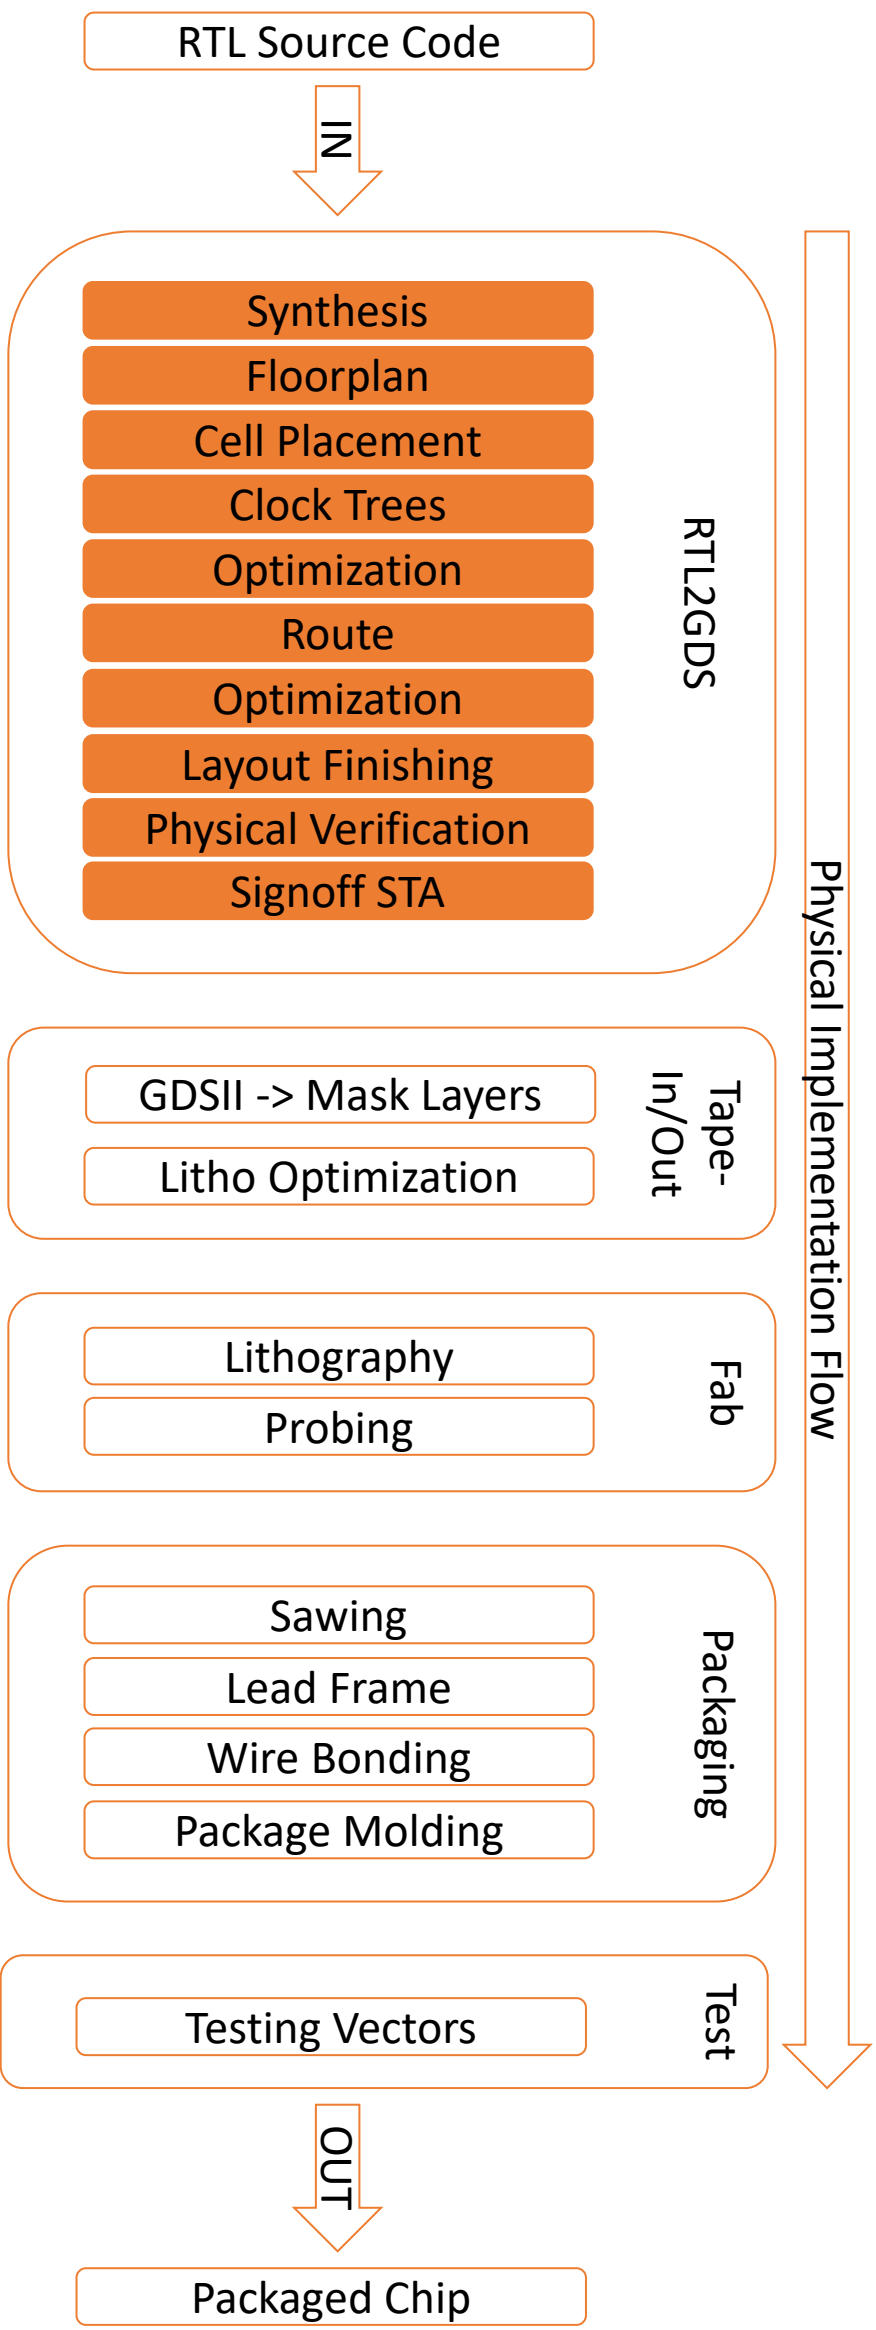 RTL Source Code
IN
Synthesis
Floorplan
Cell Placement
Clock Trees
Optimization
Route
Optimization
Layout Finishing
Physical Verification
Signoff STA
RTL2GDS
GDSII -> Mask Layers
Litho Optimization
Tape-
In/Out
Lithography
Probing
Fab
Sawing
Lead Frame
Wire Bonding
Package Molding
Packaging
Testing Vectors
Test
Physical Implementation Flow
OUT
Packaged Chip